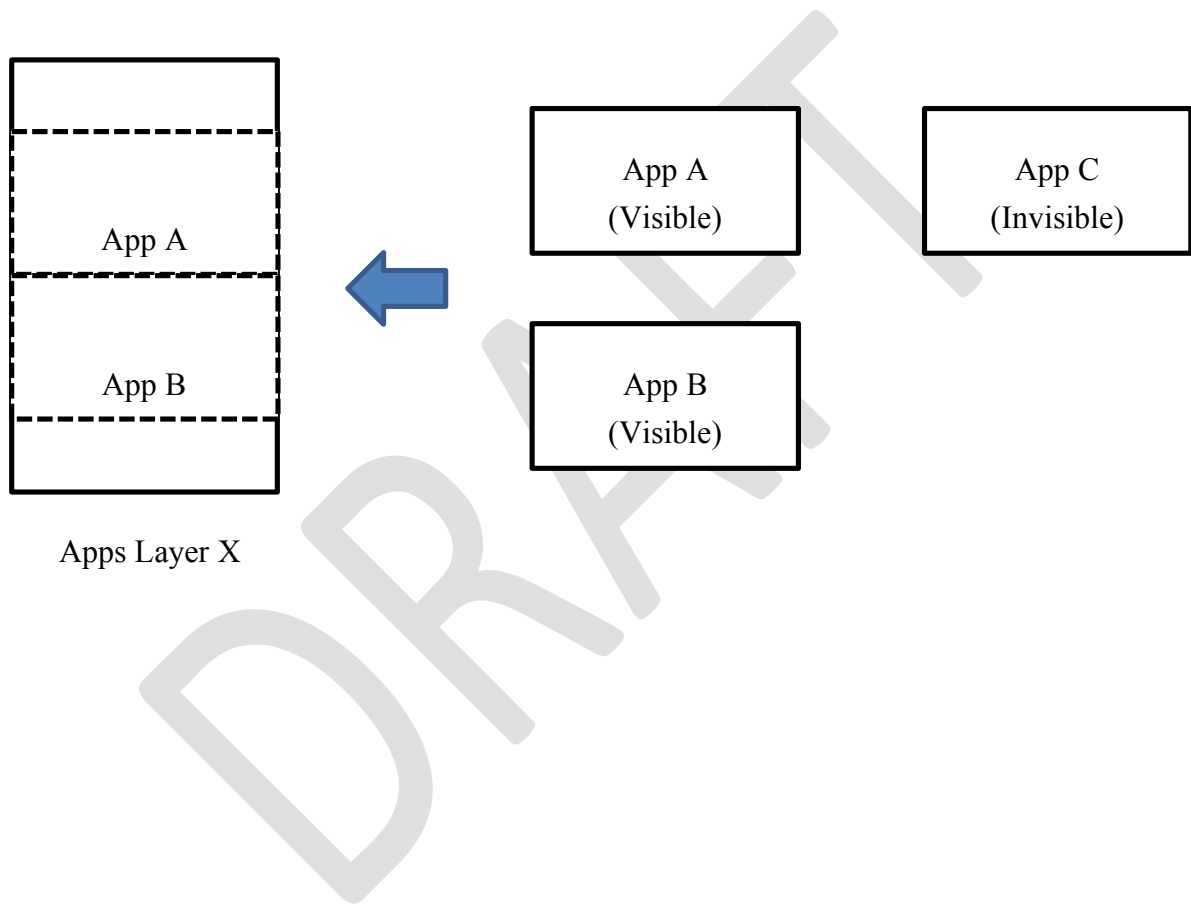 App A
(Visible)
App C
(Invisible)
App A
App B
App B
(Visible)
Apps Layer X
DRAFT